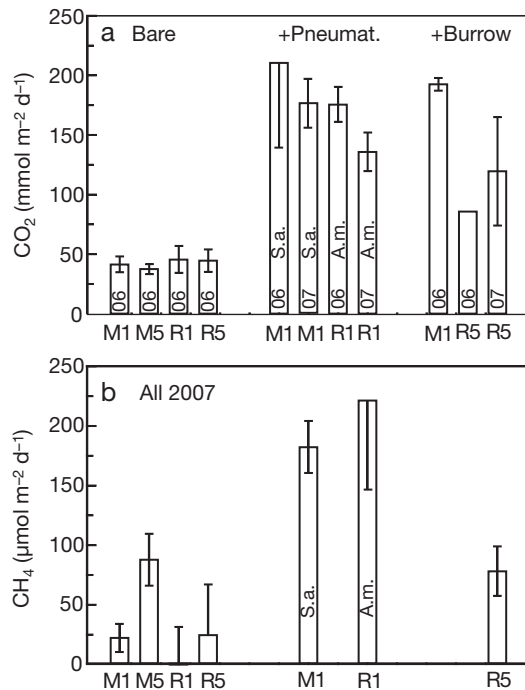 250
200
150
100
50
0
CO₂ (mmol m⁻² d⁻¹)
a Bare +Pneumat. +Burrow
06 06 06 06 06 S.a. 07 S.a. 06 A.m. 07 A.m. 06 06 07
M1 M5 R1 R5 M1 M1 R1 R1 M1 R5 R5
250
200
150
100
50
0
CH₄ (µmol m⁻² d⁻¹)
b All 2007
S.a. A.m.
M1 M5 R1 R5 M1 R1 R5